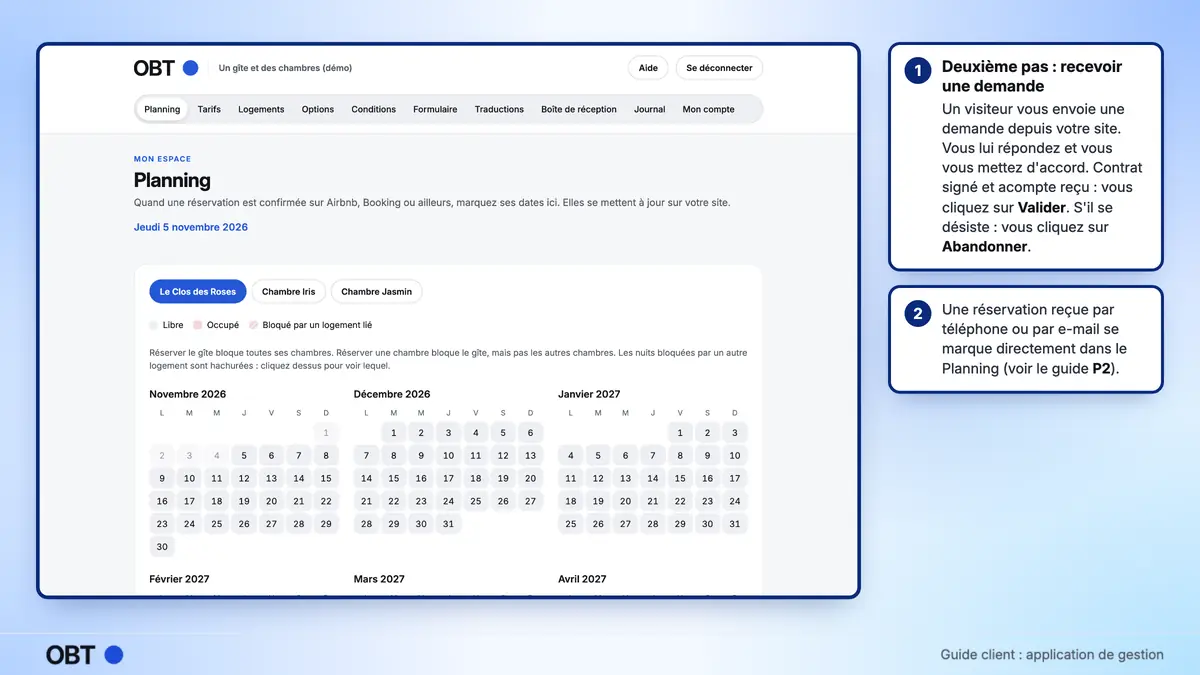 OBT
Un gîte et des chambres (démo)
Aide
Se déconnecter
Planning Tarifs Logements Options Conditions Formulaire Traductions Boîte de réception Journal Mon compte
MON ESPACE
Planning
Quand une réservation est confirmée sur Airbnb, Booking ou ailleurs, marquez ses dates ici. Elles se mettent à jour sur votre site.
Jeudi 5 novembre 2026
Le Clos des Roses Chambre Iris Chambre Jasmin
Libre Occupé Bloqué par un logement lié
Réserver le gîte bloque toutes ses chambres. Réserver une chambre bloque le gîte, mais pas les autres chambres. Les nuits bloquées par un autre
logement sont hachurées : cliquez dessus pour voir lequel.
Novembre 2026
L M M J V S D
1
2 3 4 5 6 7 8
9 10 11 12 13 14 15
16 17 18 19 20 21 22
23 24 25 26 27 28 29
30
Décembre 2026
L M M J V S D
1 2 3 4 5 6
7 8 9 10 11 12 13
14 15 16 17 18 19 20
21 22 23 24 25 26 27
28 29 30 31
Janvier 2027
L M M J V S D
1 2 3
4 5 6 7 8 9 10
11 12 13 14 15 16 17
18 19 20 21 22 23 24
25 26 27 28 29 30 31
Février 2027 Mars 2027 Avril 2027
1
Deuxième pas : recevoir
une demande
Un visiteur vous envoie une
demande depuis votre site.
Vous lui répondez et vous
vous mettez d'accord. Contrat
signé et acompte reçu : vous
cliquez sur Valider. S'il se
désiste : vous cliquez sur
Abandonner.
2
Une réservation reçue par
téléphone ou par e-mail se
marque directement dans le
Planning (voir le guide P2).
OBT
Guide client : application de gestion